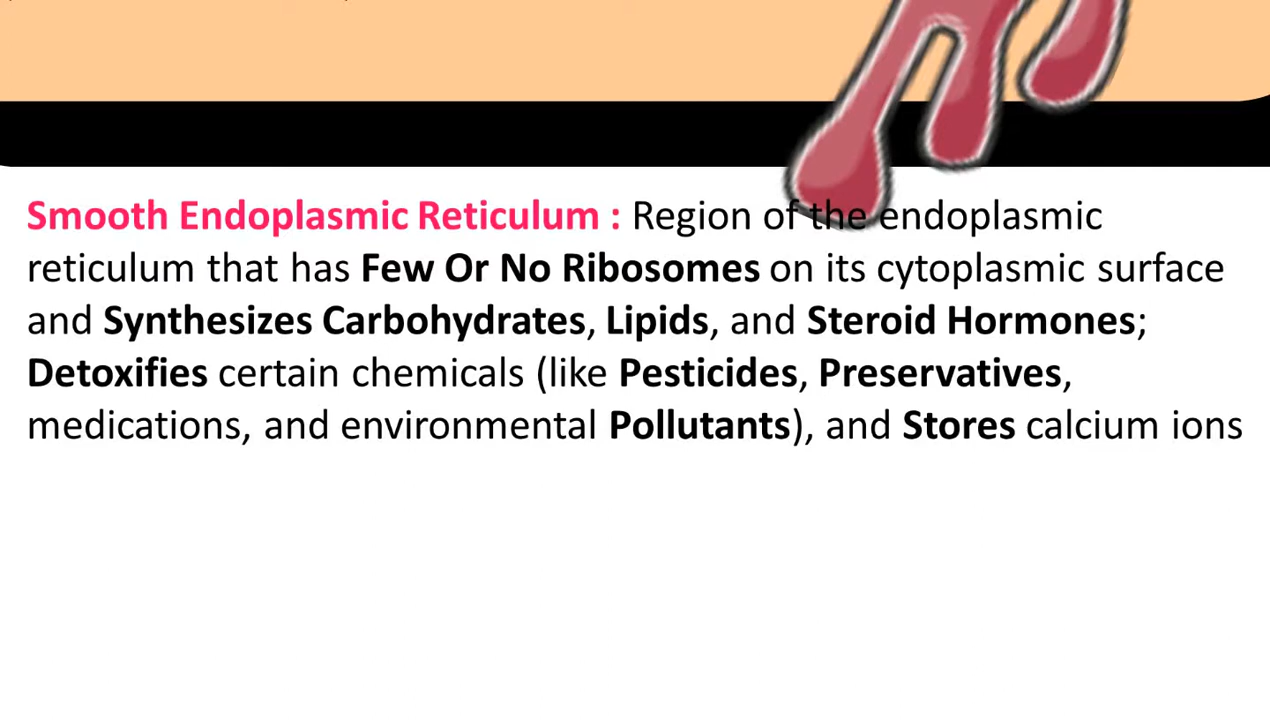 Smooth Endoplasmic Reticulum : Region of the endoplasmic
reticulum that has Few Or No Ribosomes on its cytoplasmic surface
and Synthesizes Carbohydrates, Lipids, and Steroid Hormones;
Detoxifies certain chemicals (like Pesticides, Preservatives,
medications, and environmental Pollutants), and Stores calcium ions